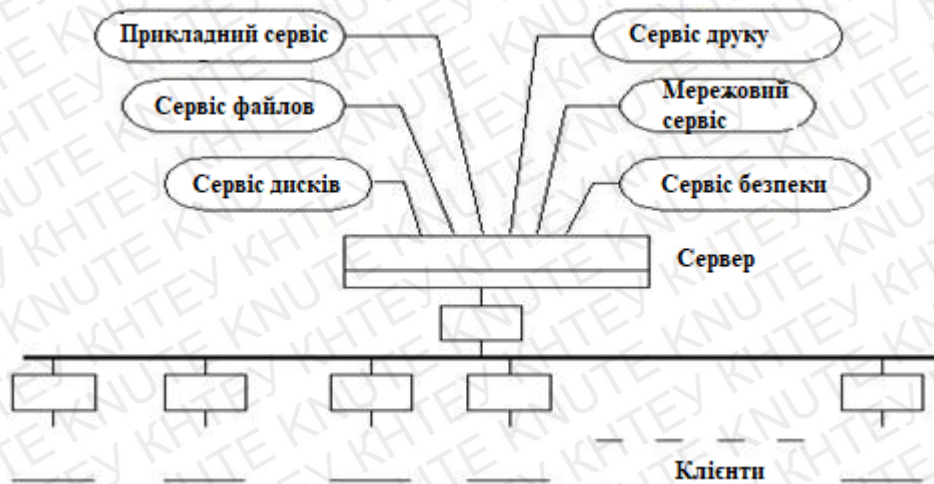 Прикладний сервіс
Сервіс друку
Сервіс файлов
Мережовий
сервіс
Сервіс дисків
Сервіс безпеки
Сервер
Клієнти